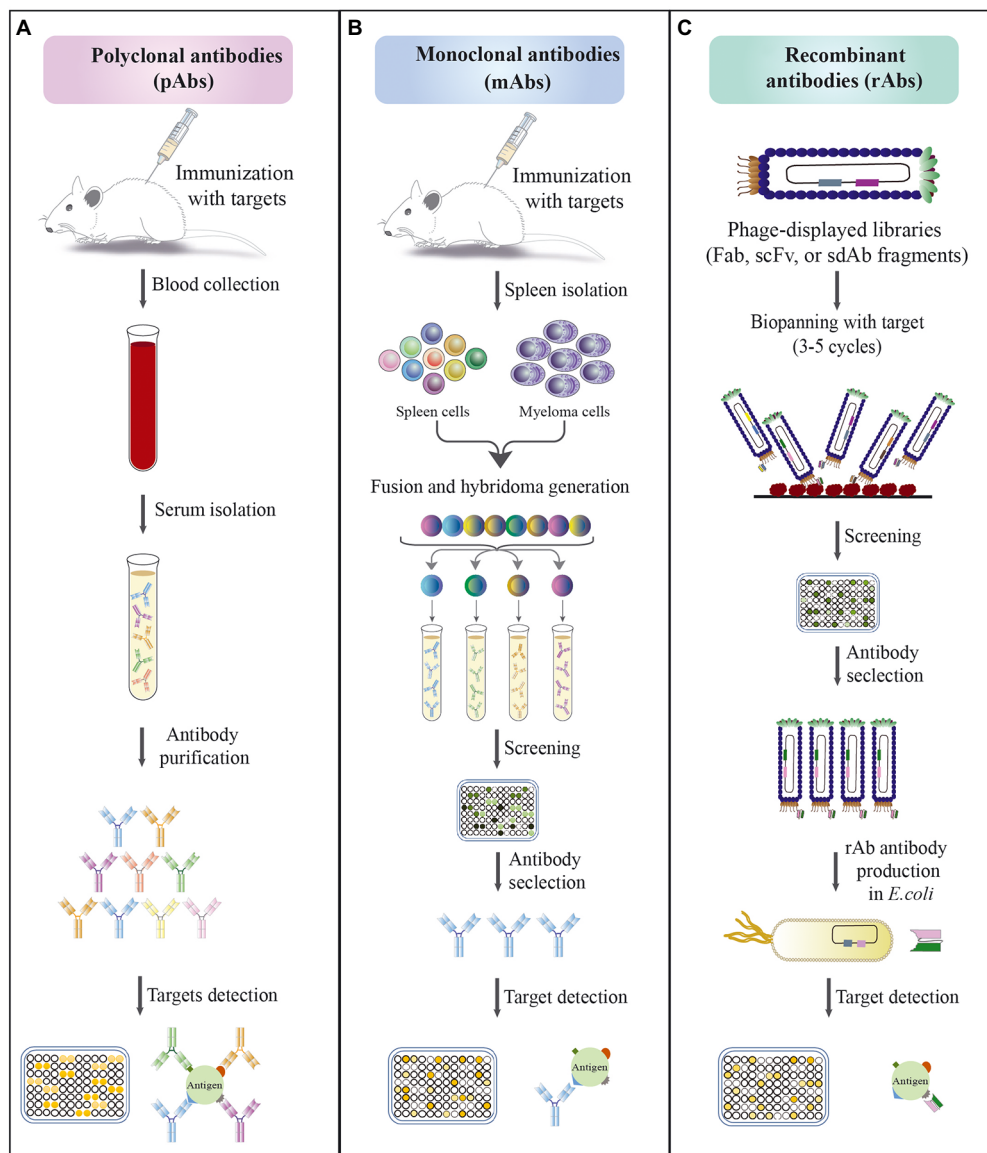 A
Polyclonal antibodies
(pAbs)
Immunization
with targets
Blood collection
Serum isolation
Antibody
purification
Targets detection
Antigen
B
Monoclonal antibodies
(mAbs)
Immunization
with targets
Spleen isolation
Spleen cells
Myeloma cells
Fusion and hybridoma generation
Screening
Antibody
seclection
Target detection
Antigen
C
Recombinant
antibodies (rAbs)
Phage-displayed libraries
(Fab, scFv, or sdAb fragments)
Biopanning with target
(3-5 cycles)
Screening
Antibody
seclection
rAb antibody
production
in E.coli
Target detection
Antigen